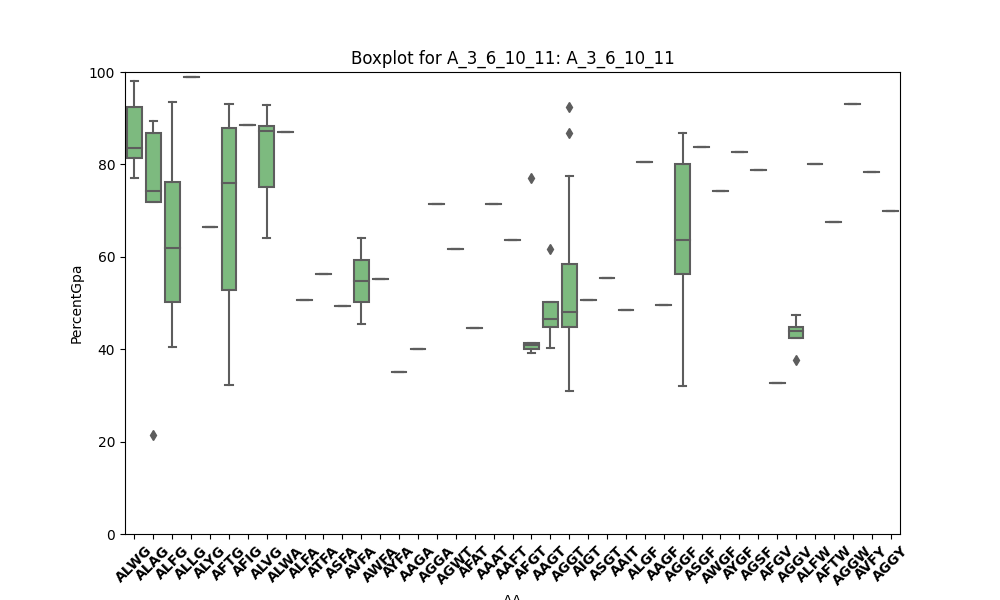 Boxplot for A_3_6_10_11: A_3_6_10_11
100
80
60
40
20
0
PercentGpa
ALWG ALAG ALFG ALLG ALYG AFTG AFIG ALVG ALWA ALFA ATFA ASFA AVFA AWFA AYFA AAGA AGGA AGWT AFAT AAAT AAFT AFGT AAGT AGGT AIGT ASGT AAIT ALGF AAGF AGGF ASGF AWGF AYGF AGSF AFGV AGGV ALFW AFTW AGGW AVFY AGGY
AA